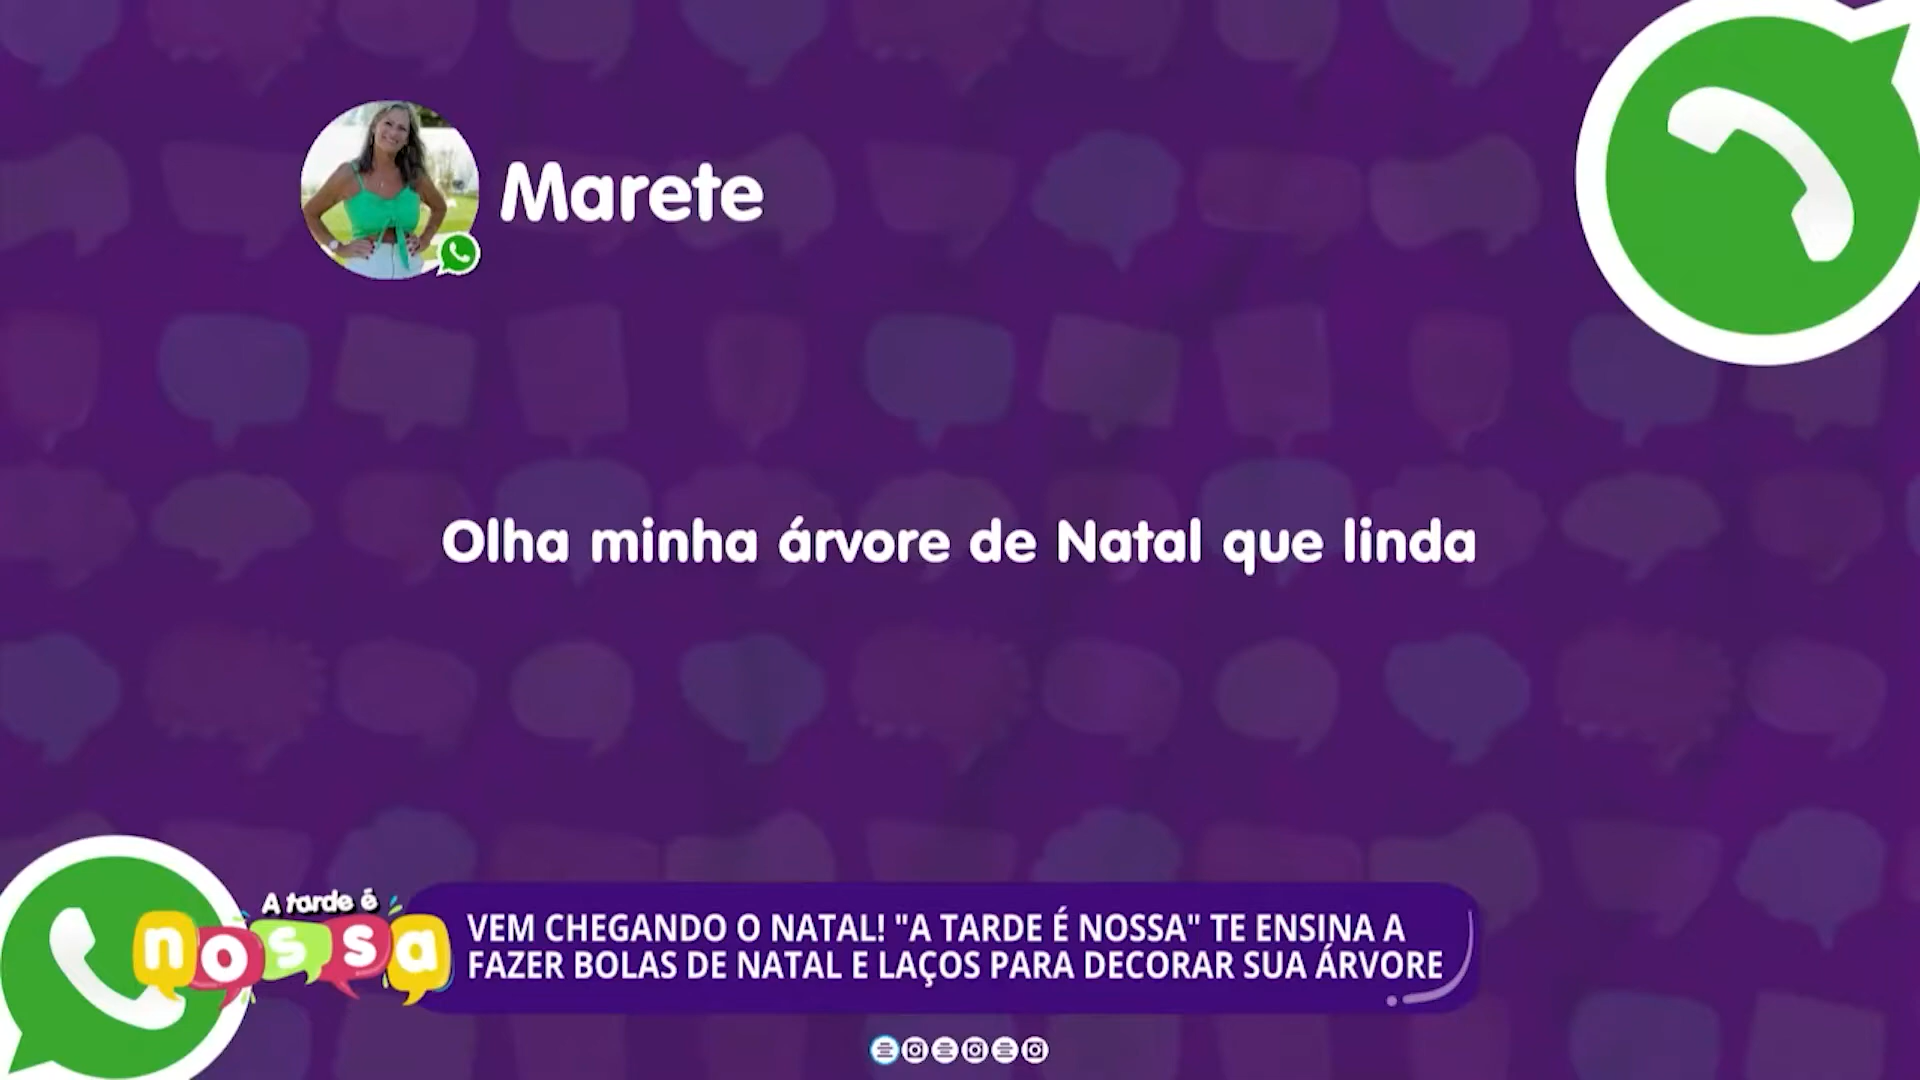 Marete
Olha minha árvore de Natal que linda
A tarde é
nossa
VEM CHEGANDO O NATAL! "A TARDE É NOSSA" TE ENSINA A
FAZER BOLAS DE NATAL E LAÇOS PARA DECORAR SUA ÁRVORE